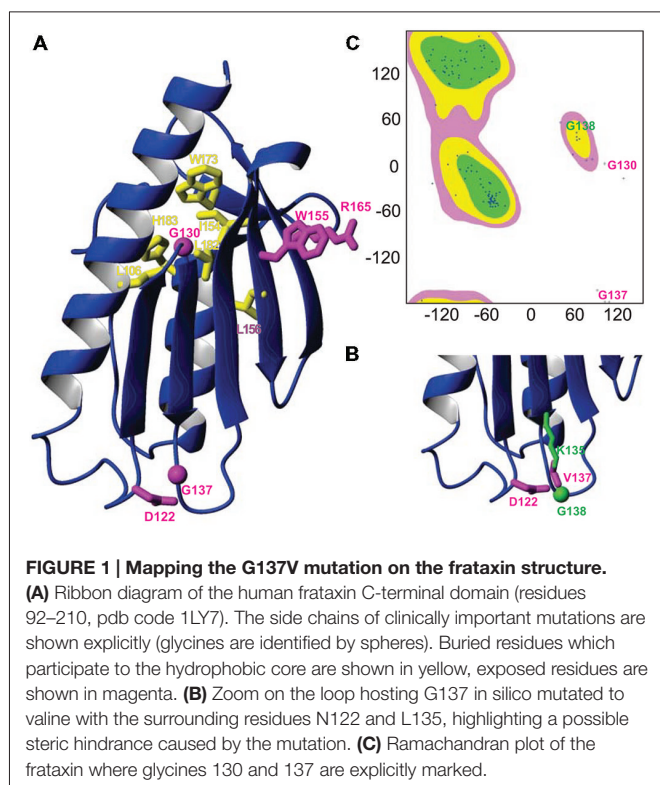 A
W173
H183
I154
G130
L182
L106
W155
R165
L156
G137
D122
C
120
60
0
-60
-120
G138
G130
G137
-120 -60 0 60 120
B
K135
V137
D122
G138
FIGURE 1 | Mapping the G137V mutation on the frataxin structure.
(A) Ribbon diagram of the human frataxin C-terminal domain (residues
92–210, pdb code 1LY7). The side chains of clinically important mutations are
shown explicitly (glycines are identified by spheres). Buried residues which
participate to the hydrophobic core are shown in yellow, exposed residues are
shown in magenta. (B) Zoom on the loop hosting G137 in silico mutated to
valine with the surrounding residues N122 and L135, highlighting a possible
steric hindrance caused by the mutation. (C) Ramachandran plot of the
frataxin where glycines 130 and 137 are explicitly marked.